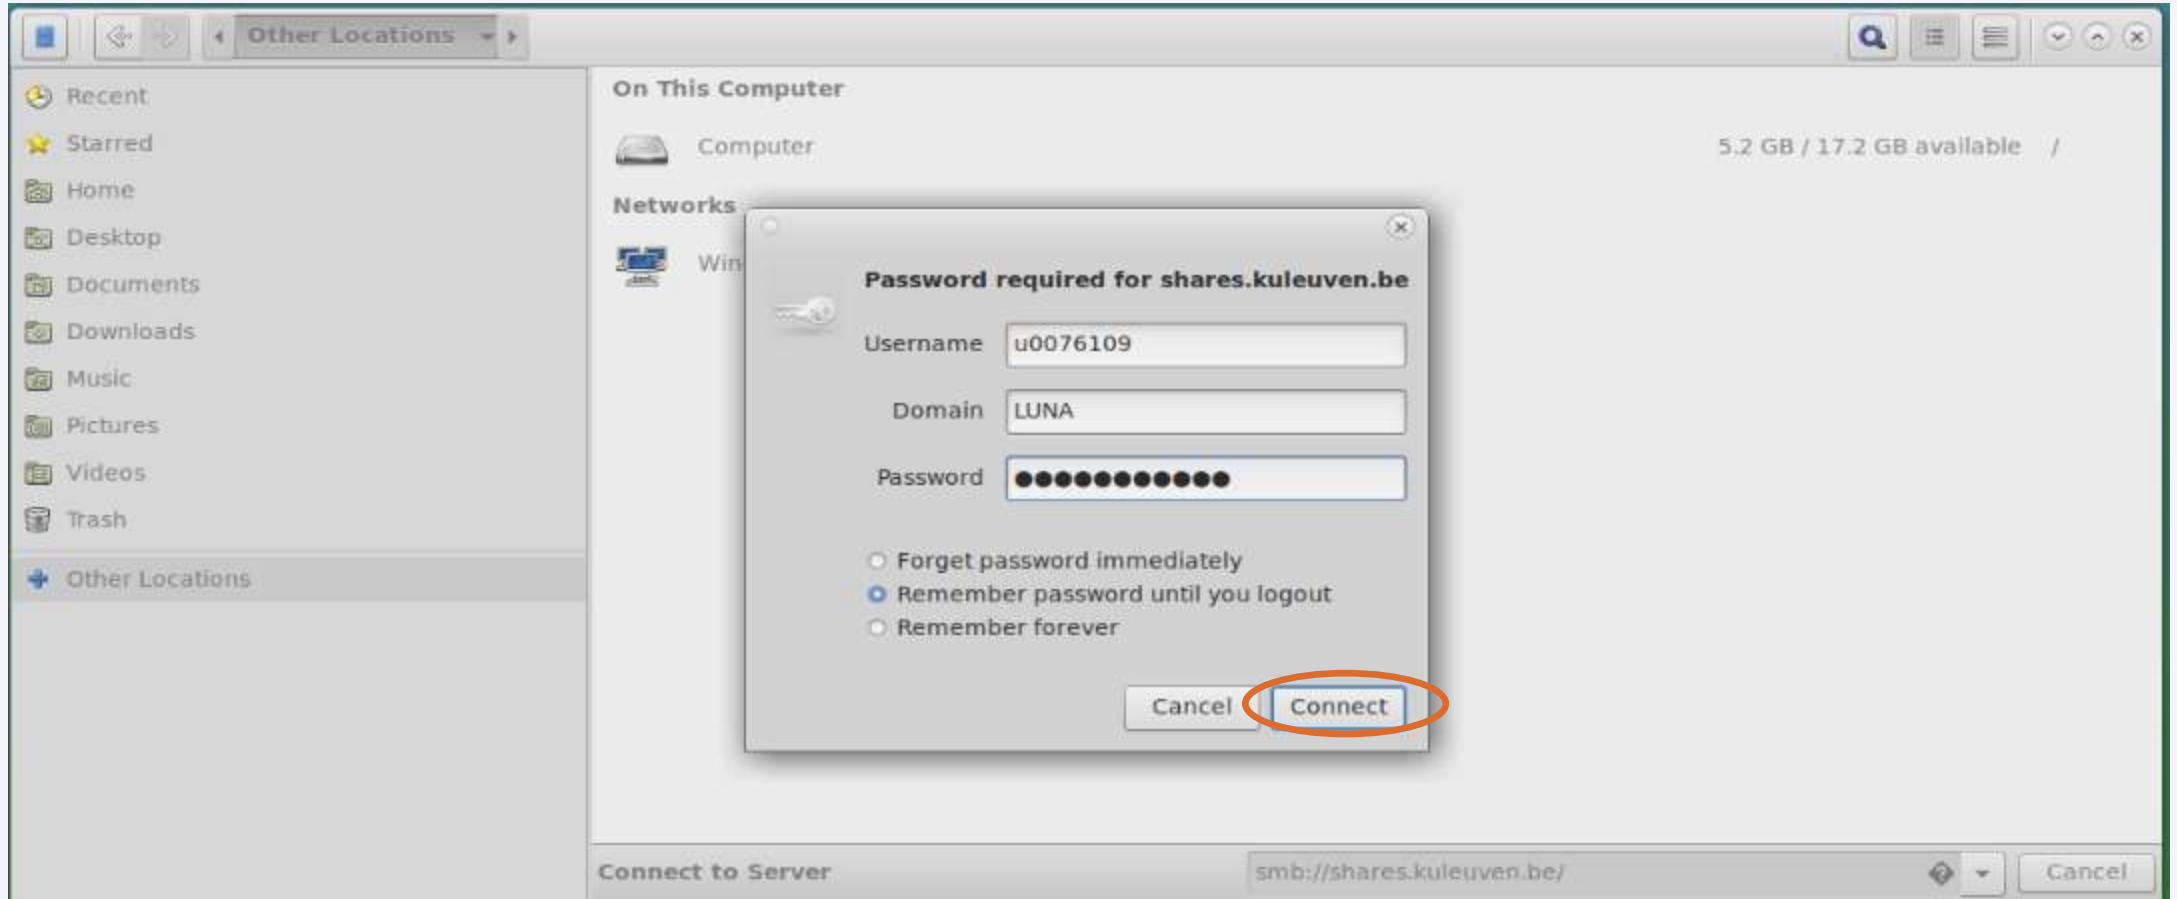 Other Locations
Recent
Starred
Home
Desktop
Documents
Downloads
Music
Pictures
Videos
Trash
Other Locations
On This Computer
Computer 5.2 GB / 17.2 GB available /
Networks
Win
Password required for shares.kuleuven.be
Username u0076109
Domain LUNA
Password ●●●●●●●●●●●
Forget password immediately
Remember password until you logout
Remember forever
Cancel Connect
Connect to Server smb://shares.kuleuven.be/ Cancel